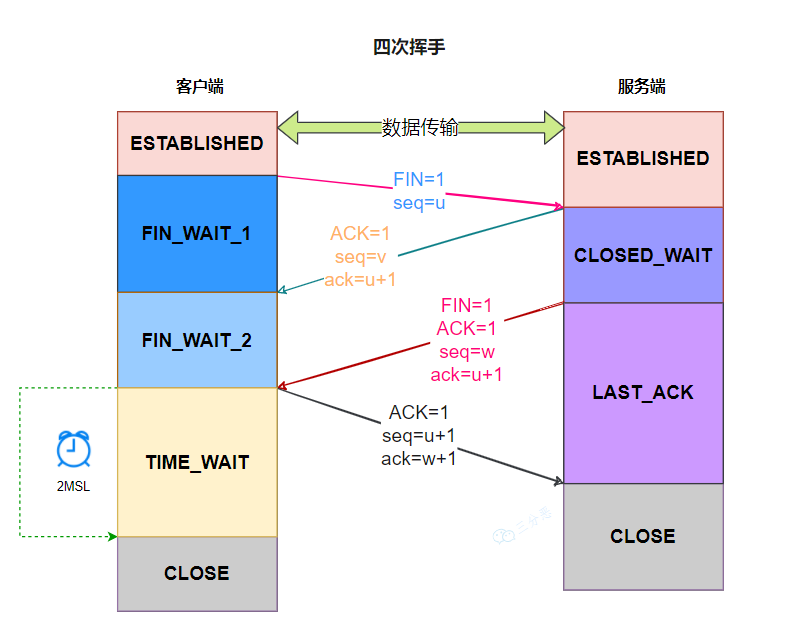 四次挥手
客户端
服务端
ESTABLISHED
数据传输
ESTABLISHED
FIN=1
seq=u
FIN_WAIT_1
ACK=1
seq=v
ack=u+1
CLOSED_WAIT
FIN_WAIT_2
FIN=1
ACK=1
seq=w
ack=u+1
LAST_ACK
ACK=1
seq=u+1
ack=w+1
TIME_WAIT
2MSL
三分恶
CLOSE
CLOSE